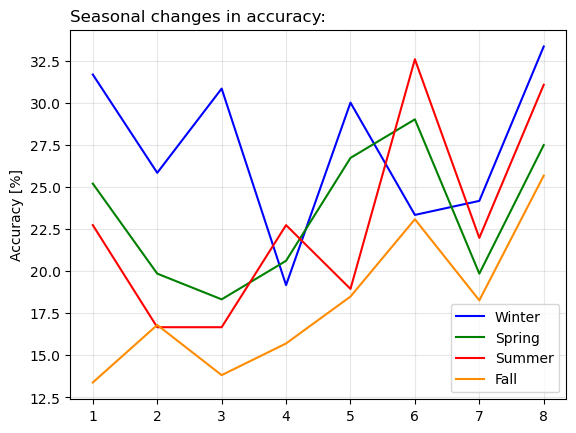 Seasonal changes in accuracy:
Accuracy [%]
32.5
30.0
27.5
25.0
22.5
20.0
17.5
15.0
12.5
1 2 3 4 5 6 7 8
Winter
Spring
Summer
Fall